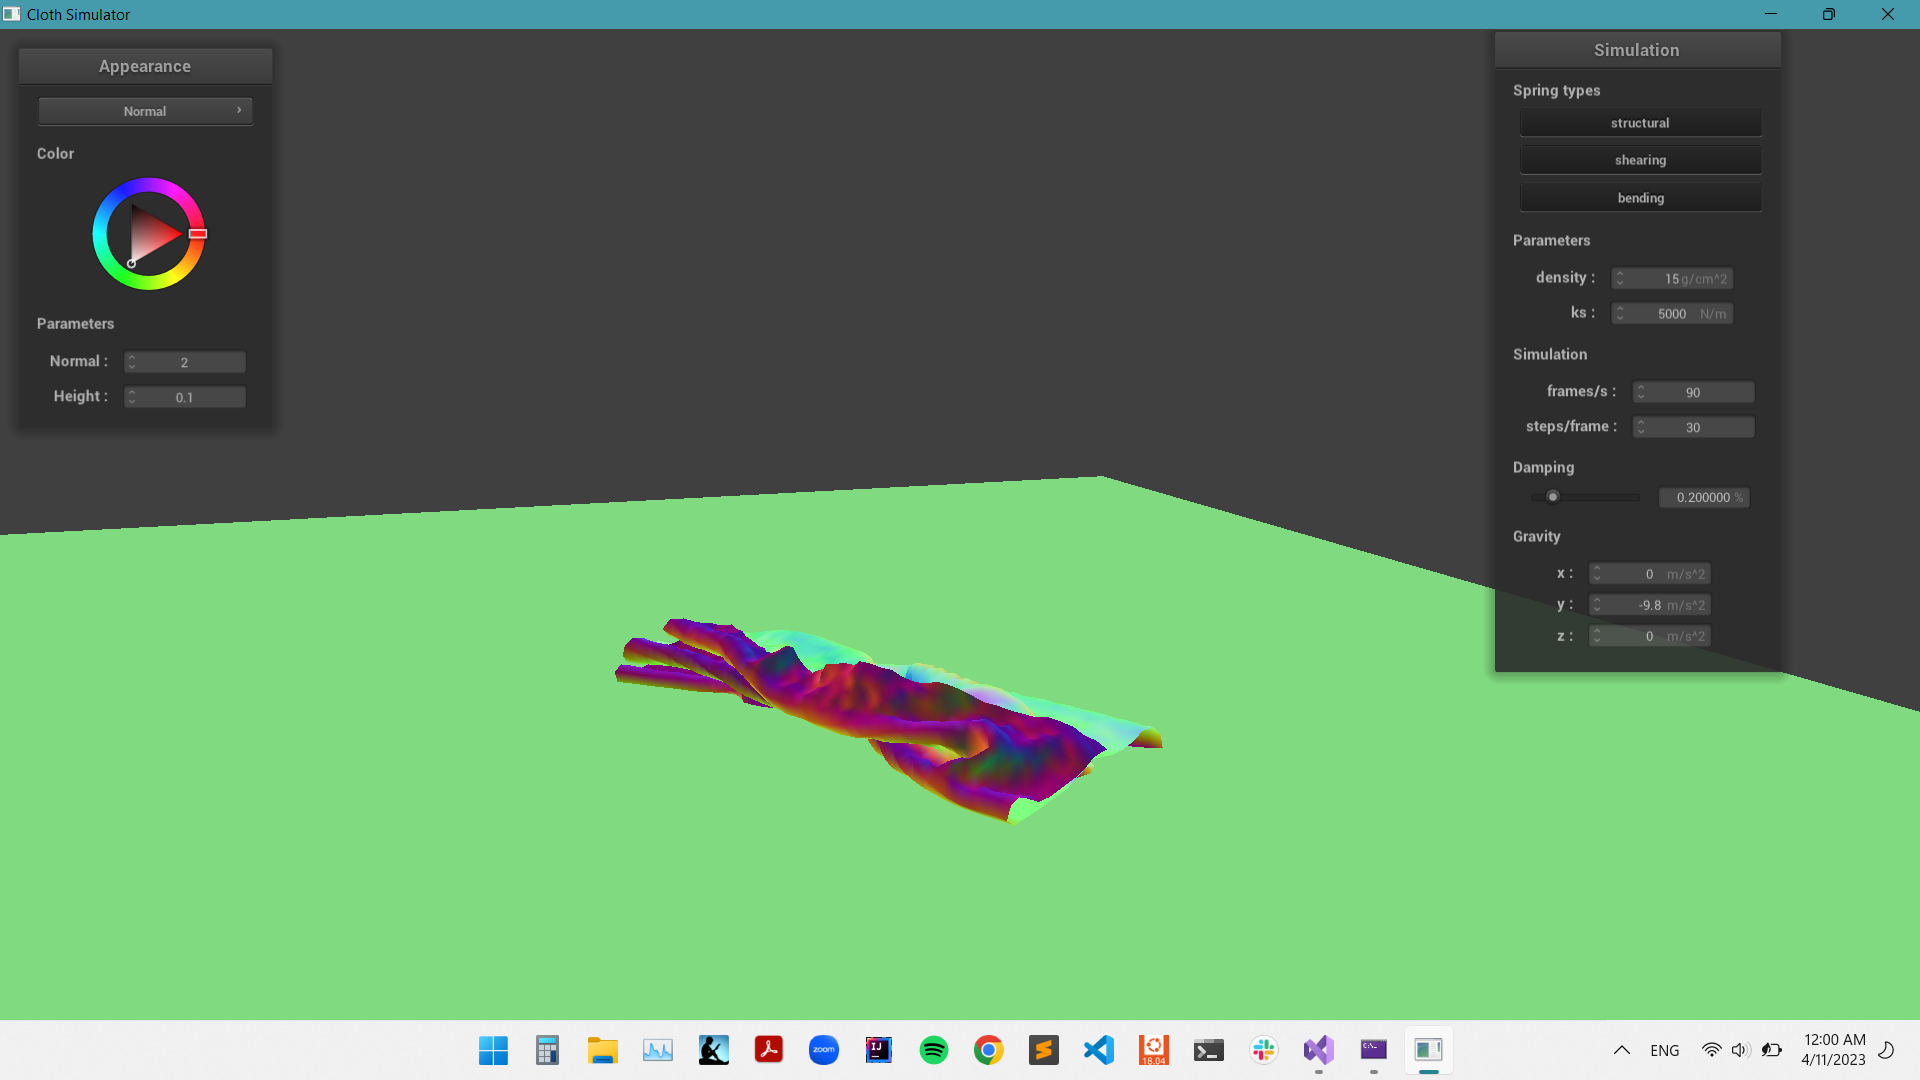 Cloth Simulator
Appearance
Normal
Color
Parameters
Normal : 2
Height : 0.1
Simulation
Spring types
structural
shearing
bending
Parameters
density : 15 g/cm^2
ks : 5000 N/m
Simulation
frames/s : 90
steps/frame : 30
Damping
0.200000 %
Gravity
x : 0 m/s^2
y : -9.8 m/s^2
z : 0 m/s^2
zoom
IJ
18.04
C:\.
ENG
12:00 AM
4/11/2023